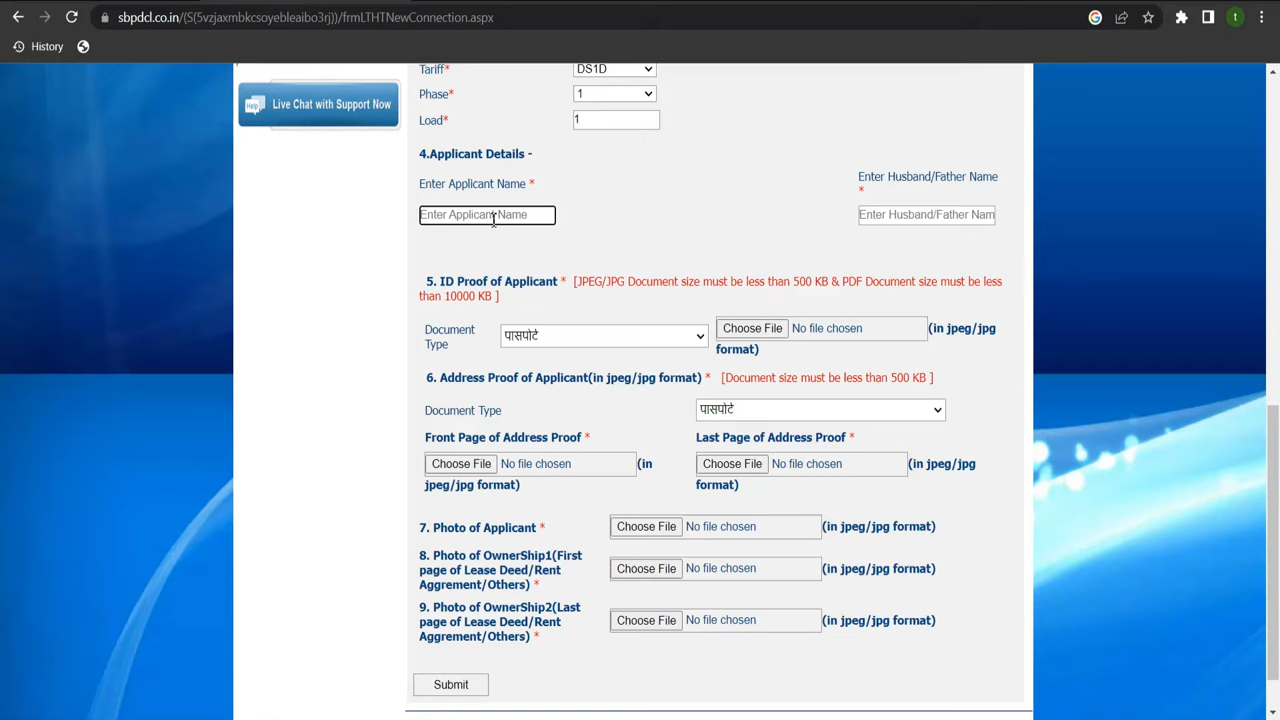 sbpdcl.co.in/(S(5vzjaxmbkcsoyebleaibo3rj))/frmLTHTNewConnection.aspx
t
History
Help
Live Chat with Support Now
Tariff*
DS1D
Phase*
1
Load*
1
4.Applicant Details -
Enter Applicant Name *
Enter Husband/Father Name
*
Enter Applicant Name
Enter Husband/Father Nam
5. ID Proof of Applicant * [JPEG/JPG Document size must be less than 500 KB & PDF Document size must be less
than 10000 KB ]
Document
Type
पासपोर्ट
Choose File No file chosen (in jpeg/jpg
format)
6. Address Proof of Applicant(in jpeg/jpg format) * [Document size must be less than 500 KB ]
Document Type
पासपोर्ट
Front Page of Address Proof *
Last Page of Address Proof *
Choose File No file chosen (in
jpeg/jpg format)
Choose File No file chosen (in jpeg/jpg
format)
7. Photo of Applicant *
Choose File No file chosen (in jpeg/jpg format)
8. Photo of OwnerShip1(First
page of Lease Deed/Rent
Aggrement/Others) *
Choose File No file chosen (in jpeg/jpg format)
9. Photo of OwnerShip2(Last
page of Lease Deed/Rent
Aggrement/Others) *
Choose File No file chosen (in jpeg/jpg format)
Submit